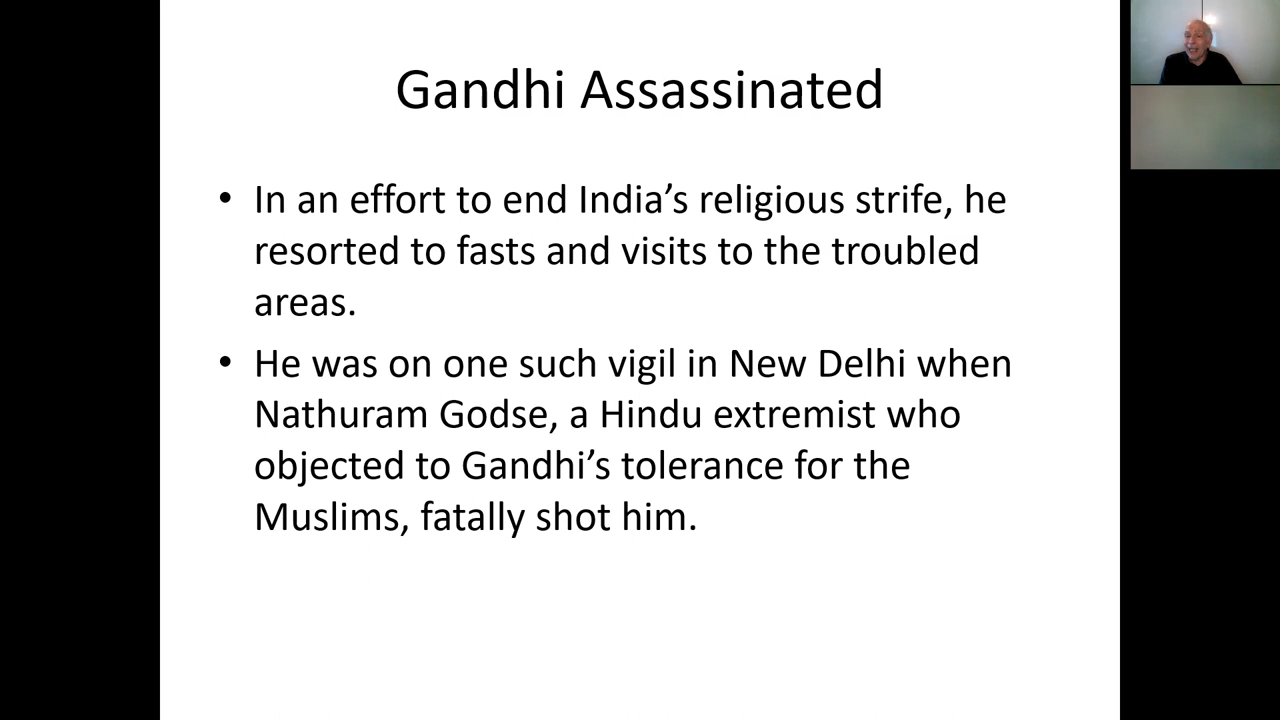 Gandhi Assassinated
• In an effort to end India’s religious strife, he
resorted to fasts and visits to the troubled
areas.
• He was on one such vigil in New Delhi when
Nathuram Godse, a Hindu extremist who
objected to Gandhi’s tolerance for the
Muslims, fatally shot him.